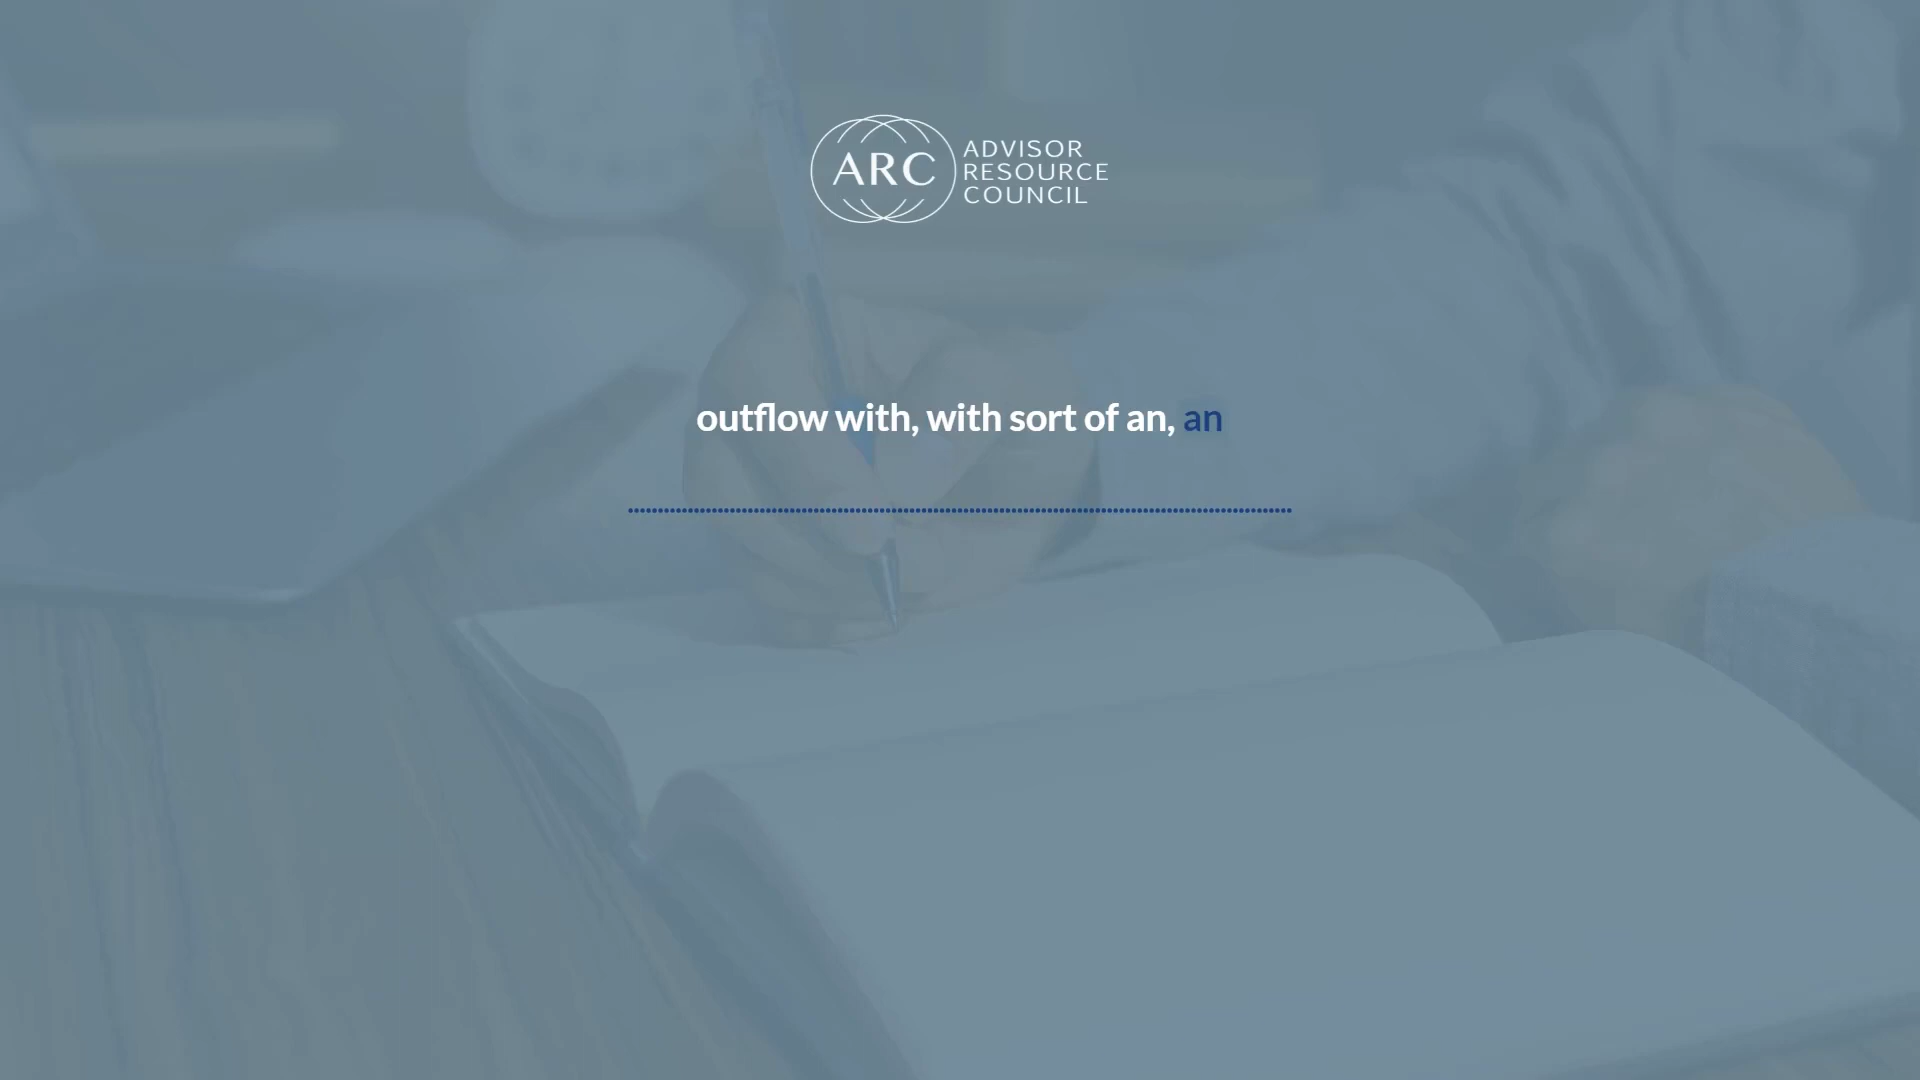 ARC
ADVISOR
RESOURCE
COUNCIL
outflow with, with sort of an, an